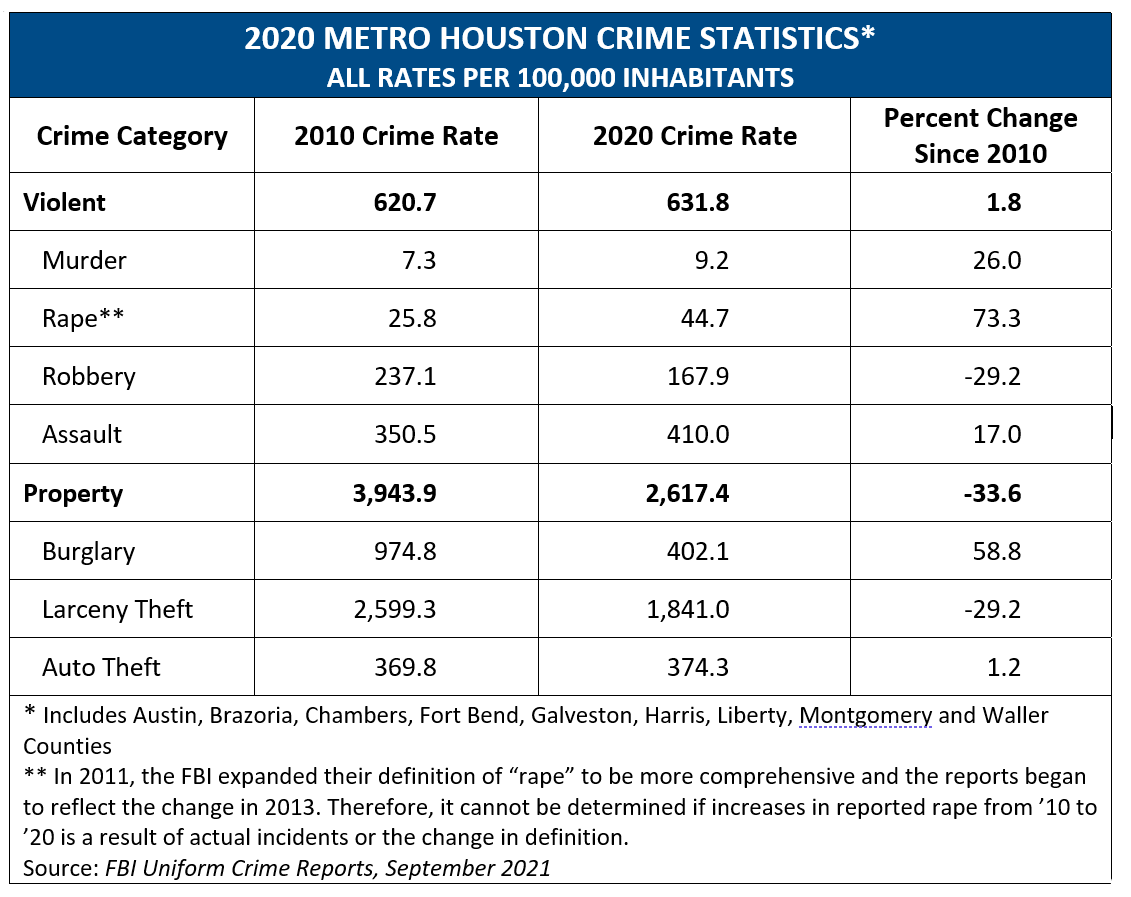 2020 METRO HOUSTON CRIME STATISTICS*
ALL RATES PER 100,000 INHABITANTS
Crime Category 2010 Crime Rate 2020 Crime Rate Percent Change Since 2010
Violent 620.7 631.8 1.8
Murder 7.3 9.2 26.0
Rape** 25.8 44.7 73.3
Robbery 237.1 167.9 -29.2
Assault 350.5 410.0 17.0
Property 3,943.9 2,617.4 -33.6
Burglary 974.8 402.1 58.8
Larceny Theft 2,599.3 1,841.0 -29.2
Auto Theft 369.8 374.3 1.2
* Includes Austin, Brazoria, Chambers, Fort Bend, Galveston, Harris, Liberty, Montgomery and Waller
Counties
** In 2011, the FBI expanded their definition of “rape” to be more comprehensive and the reports began
to reflect the change in 2013. Therefore, it cannot be determined if increases in reported rape from ’10 to
’20 is a result of actual incidents or the change in definition.
Source: FBI Uniform Crime Reports, September 2021